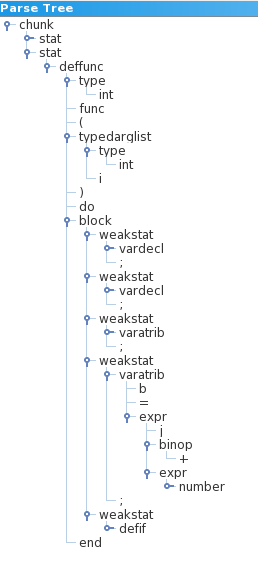 Parse Tree
chunk
stat
stat
deffunc
type
int
func
(
typedarglist
type
int
i
)
do
block
weakstat
vardecl
;
weakstat
vardecl
;
weakstat
varatrib
;
weakstat
varatrib
b
=
expr
j
binop
+
expr
number
;
weakstat
defif
end